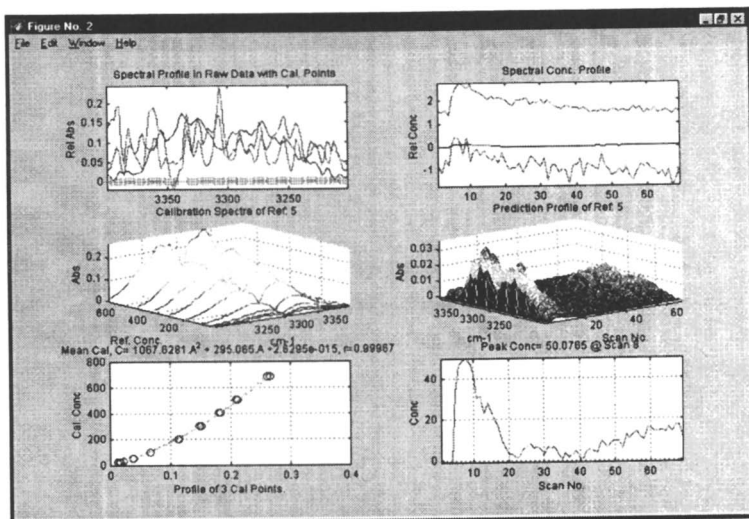 Figure No. 2
File Edit Window Help
Spectral Profile in Raw Data with Cal. Points
Rel Abs
0.2
0.15
0.1
0.05
0
3350 3300 3250
Spectral Conc. Profile
Rel Conc
2
1
0
-1
10 20 30 40 50 60
Calibration Spectre of Ref. 5
Abs
0.2
0.1
0
600 400 200
Ref. Conc.
3250 3300 3350
cm-1
Prediction Profile of Ref. 5
Abs
0.03
0.02
0.01
0
3350 3300 3250
cm-1
20 40 60
Scan No.
Mean Cal, C= 1067.6281 A² + 295.065.A +2.6295e-015, r=0.99967
Cal. Conc
800
600
400
200
0
0 0.1 0.2 0.3 0.4
Profile of 3 Cal Points.
Peak Conc= 50.0765 @ Scan 8
Conc
40
20
0
10 20 30 40 50 60
Scan No.